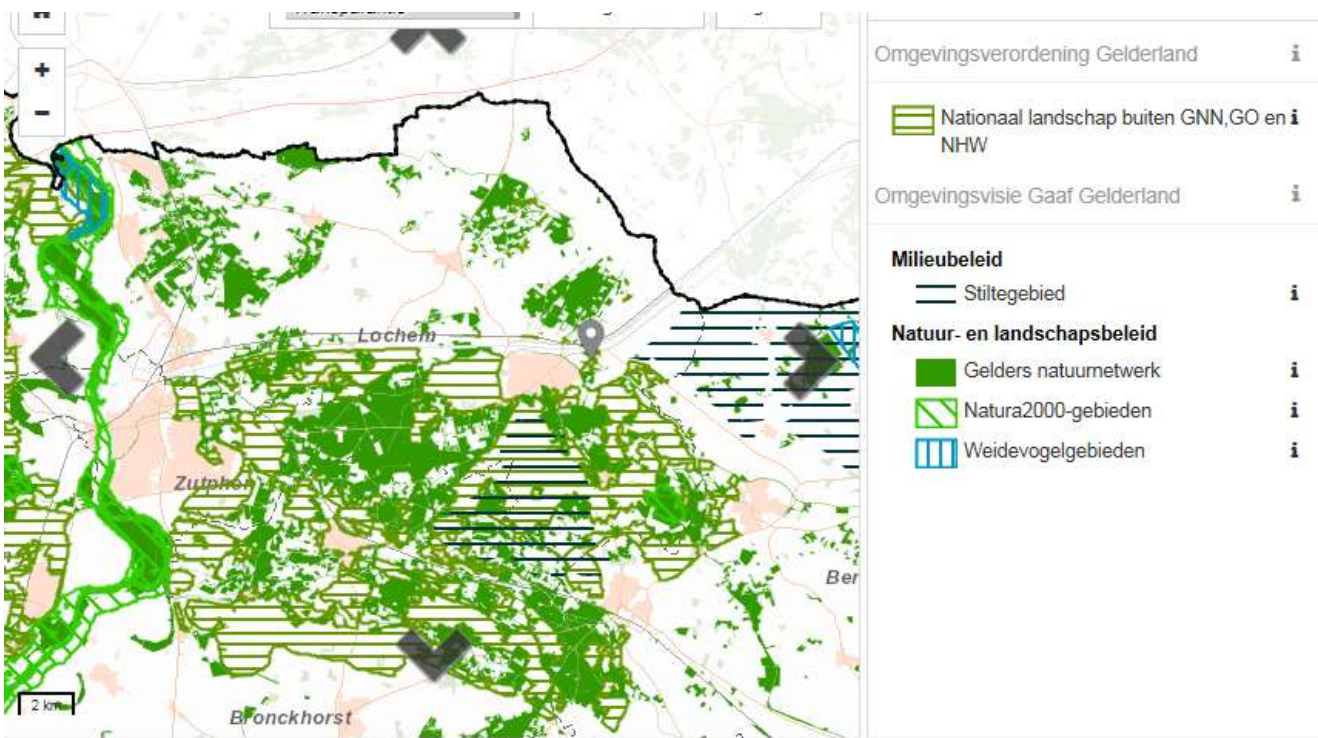 +
−
Lochem
Zutphen
Ber
Bronckhorst
2 km
Omgevingsverordening Gelderland i
Nationaal landschap buiten GNN,GO en i
NHW
Omgevingsvisie Gaaf Gelderland i
Milieubeleid
Stiltegebied i
Natuur- en landschapsbeleid
Gelders natuurnetwerk i
Natura2000-gebieden i
Weidevogelgebieden i